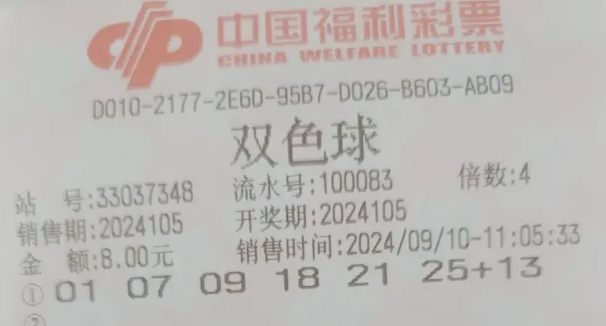 中国福利彩票
CHINA WELFARE LOTTERY
D010-2177-2E6D-95B7-D026-B603-AB09
双色球
站 号:33037348 流水号:100083 倍数:4
销售期:2024105 开奖期:2024105
金 额:8.00元 销售时间:2024/09/10-11:05:33
① 01 07 09 18 21 25+13